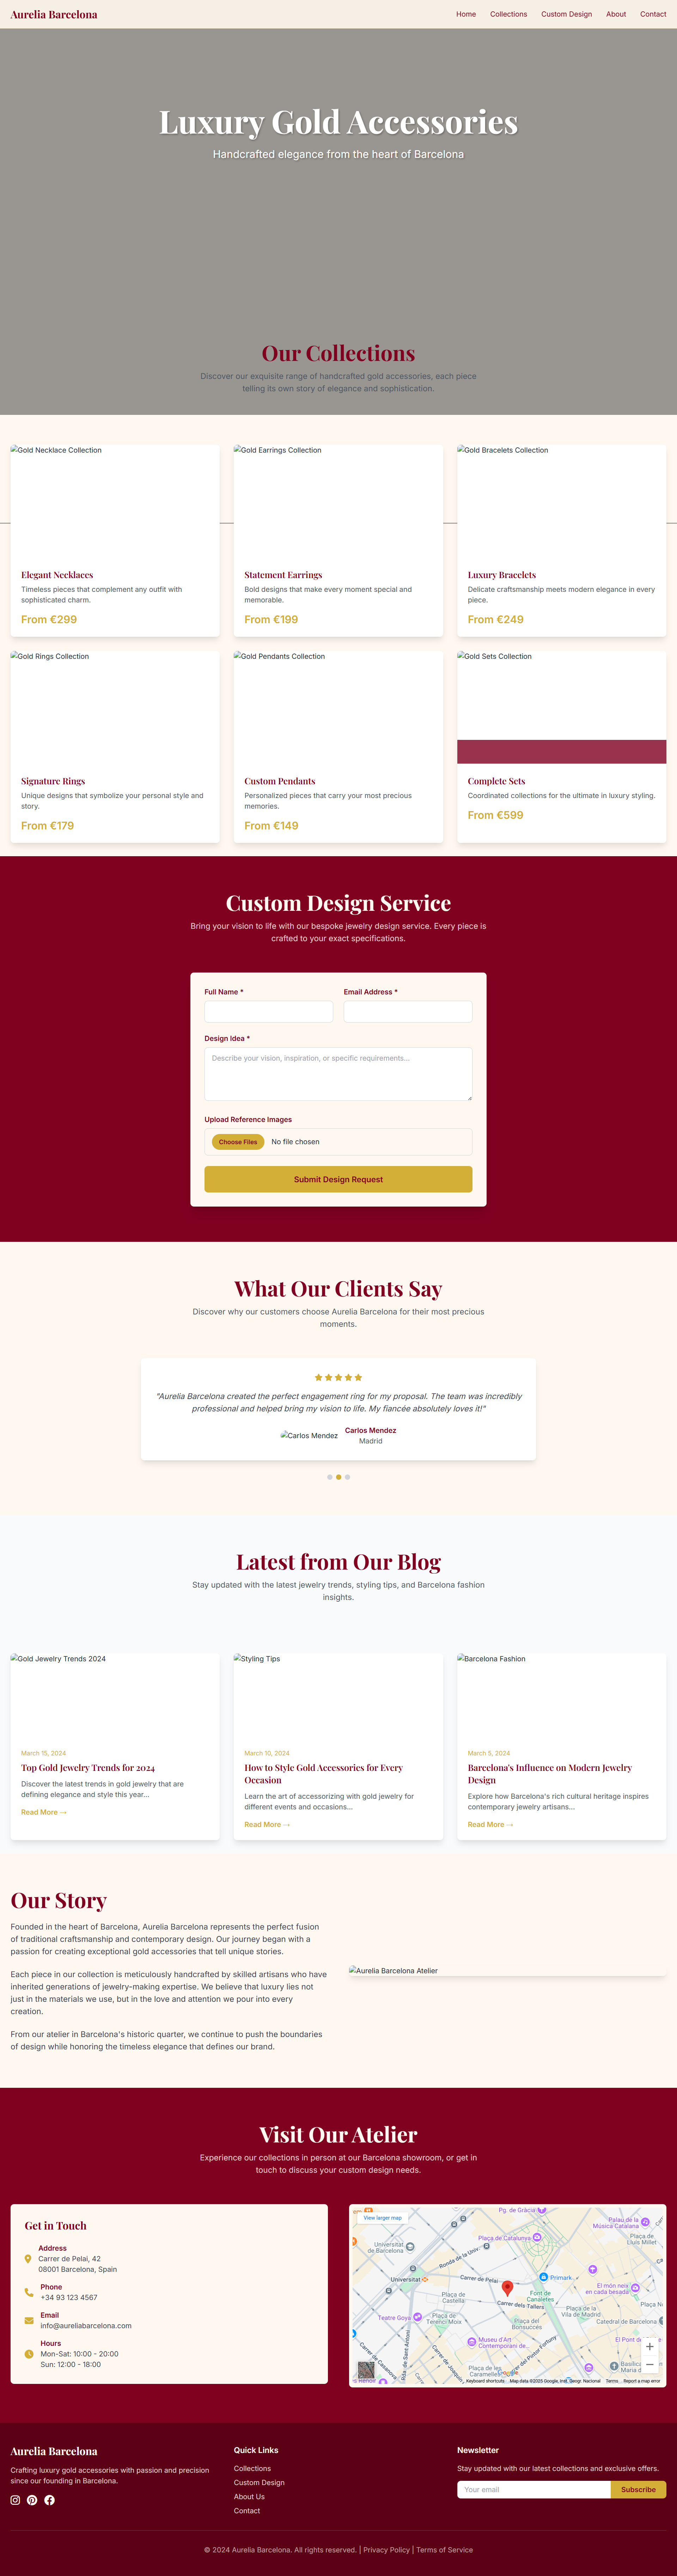 Aurelia Barcelona
Home Collections Custom Design About Contact
Luxury Gold Accessories
Handcrafted elegance from the heart of Barcelona
Our Collections
Discover our exquisite range of handcrafted gold accessories, each piece
telling its own story of elegance and sophistication.
Gold Necklace Collection
Elegant Necklaces
Timeless pieces that complement any outfit with
sophisticated charm.
From €299
Gold Earrings Collection
Statement Earrings
Bold designs that make every moment special and
memorable.
From €199
Gold Bracelets Collection
Luxury Bracelets
Delicate craftsmanship meets modern elegance in every
piece.
From €249
Gold Rings Collection
Signature Rings
Unique designs that symbolize your personal style and
story.
From €179
Gold Pendants Collection
Custom Pendants
Personalized pieces that carry your most precious
memories.
From €149
Gold Sets Collection
Complete Sets
Coordinated collections for the ultimate in luxury styling.
From €599
Custom Design Service
Bring your vision to life with our bespoke jewelry design service. Every piece is
crafted to your exact specifications.
Full Name *
Email Address *
Design Idea *
Describe your vision, inspiration, or specific requirements...
Upload Reference Images
Choose Files No file chosen
Submit Design Request
What Our Clients Say
Discover why our customers choose Aurelia Barcelona for their most precious
moments.
"Aurelia Barcelona created the perfect engagement ring for my proposal. The team was incredibly
professional and helped bring my vision to life. My fiancée absolutely loves it!"
Carlos Mendez
Carlos Mendez
Madrid
Latest from Our Blog
Stay updated with the latest jewelry trends, styling tips, and Barcelona fashion
insights.
Gold Jewelry Trends 2024
March 15, 2024
Top Gold Jewelry Trends for 2024
Discover the latest trends in gold jewelry that are
defining elegance and style this year...
Read More →
Styling Tips
March 10, 2024
How to Style Gold Accessories for Every
Occasion
Learn the art of accessorizing with gold jewelry for
different events and occasions...
Read More →
Barcelona Fashion
March 5, 2024
Barcelona's Influence on Modern Jewelry
Design
Explore how Barcelona's rich cultural heritage inspires
contemporary jewelry artisans...
Read More →
Our Story
Founded in the heart of Barcelona, Aurelia Barcelona represents the perfect fusion
of traditional craftsmanship and contemporary design. Our journey began with a
passion for creating exceptional gold accessories that tell unique stories.
Each piece in our collection is meticulously handcrafted by skilled artisans who have
inherited generations of jewelry-making expertise. We believe that true luxury lies not
just in the materials we use, but in the love and attention we pour into every
creation.
From our atelier in Barcelona's historic quarter, we continue to push the boundaries
of design while honoring the timeless elegance that defines our brand.
Aurelia Barcelona Atelier
Visit Our Atelier
Experience our collections in person at our Barcelona showroom, or get in
touch to discuss your custom design needs.
Get in Touch
Address
Carrer de Pelai, 42
08001 Barcelona, Spain
Phone
+34 93 123 4567
Email
info@aureliabarcelona.com
Hours
Mon-Sat: 10:00 - 20:00
Sun: 12:00 - 18:00
View larger map
Pg. de Gràcia
Palau de la
Música Catalana
Plaça de
Lluís Millet
Plaça de Catalunya
Universitat
de Barcelona
Ronda de la Univ.
Universitat
Carrer de Pelai
Primark
El món neix
en cada besada
Font de
Canaletes
Carrer dels Tallers
Plaça de
Castella
Plaça de la
Vila de Madrid
Catedral de
Barcelona
Teatre Goya
Plaça de
Terenci Moix
Plaça del
Bonsuccés
Museu d'Art
Contemporani de...
Plaça de les
Caramelles
Keyboard shortcuts Map data ©2025 Google, Inst. Geogr. Nacional Terms Report a map error
Aurelia Barcelona
Crafting luxury gold accessories with passion and precision
since our founding in Barcelona.
Quick Links
Collections
Custom Design
About Us
Contact
Newsletter
Stay updated with our latest collections and exclusive offers.
Your email Subscribe
© 2024 Aurelia Barcelona. All rights reserved. | Privacy Policy | Terms of Service